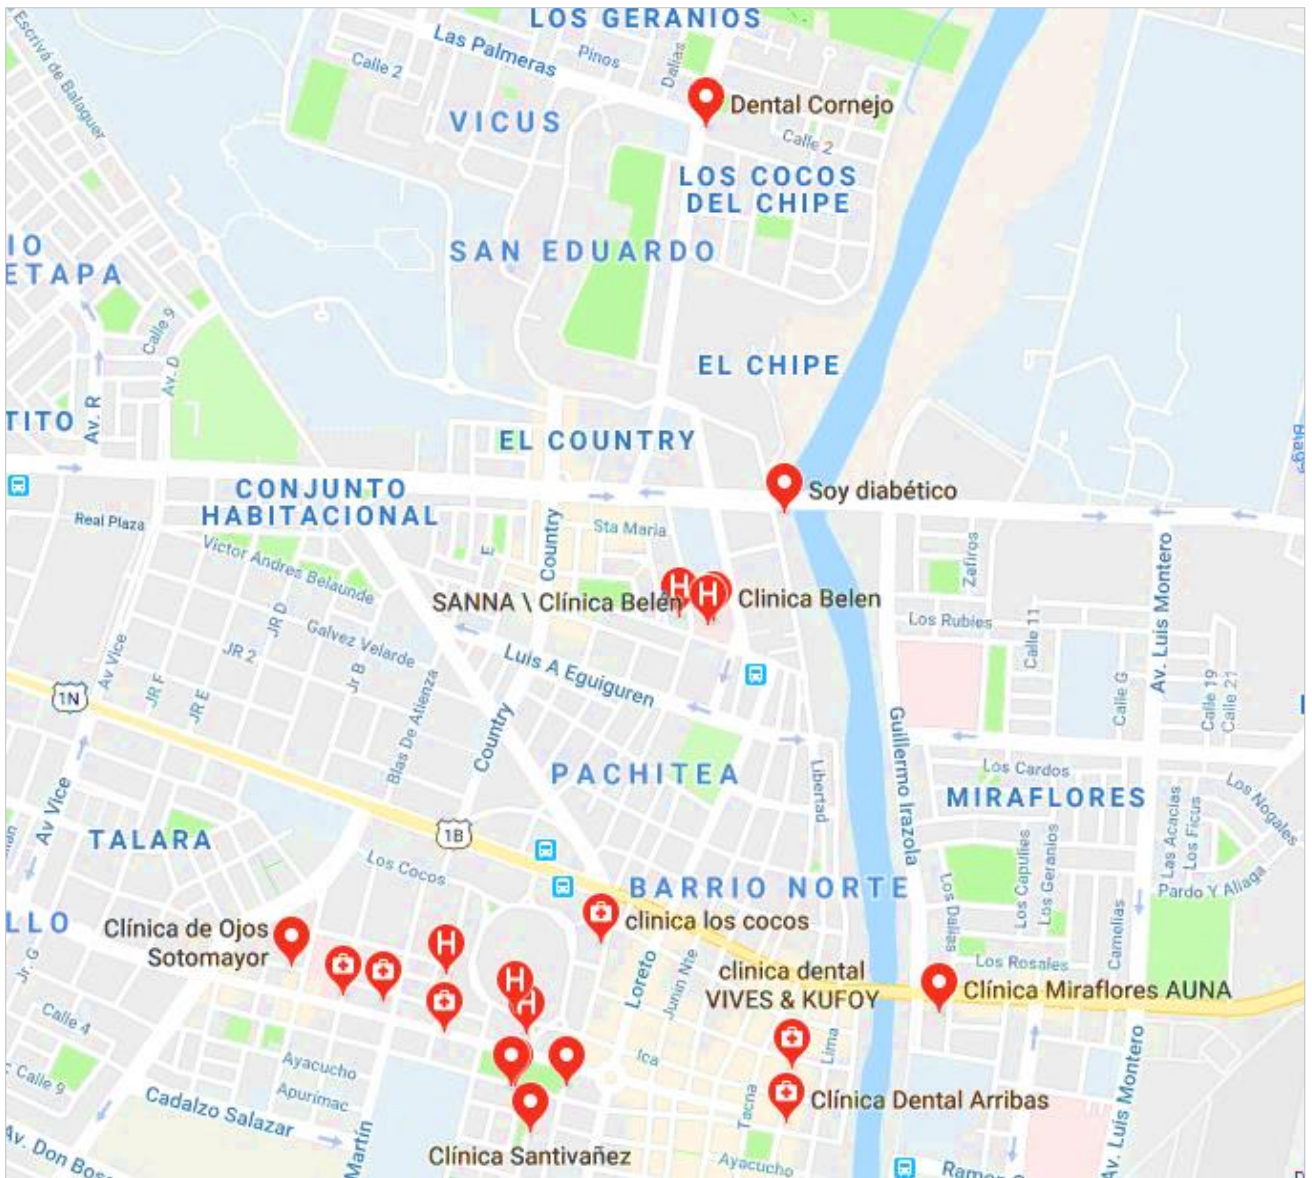 LOS GERANIOS
Escrivá de Balaguer
Las Palmeras
Pinos
Dalias
Calle 2
Dental Cornejo
VICUS
Calle 2
LOS COCOS
DEL CHIPE
IO
ETAPA
SAN EDUARDO
Calle 9
Av. D
EL CHIPE
Av. R
TITO
EL COUNTRY
CONJUNTO
HABITACIONAL
Soy diabético
Real Plaza
Sta Maria
Victor Andres Belaunde
E
Country
Zafiros
Av. Luis Montero
H
H
SANNA \ Clínica Belén
Clinica Belen
JR D
Galvez Velarde
Los Rubies
Calle 11
JR 2
Luis A Eguiguren
Av Vice
JR F
JR E
Jr B
Blas De Atienza
Calle G
Calle 19
Calle 21
1N
Country
Guillermo Irazola
PACHITEA
Libertad
Los Cardos
MIRAFLORES
Los Nogales
Av Vice
TALARA
1B
Las Acacias
Los Ficus
Los Capulies
Los Geranios
Los Cocos
BARRIO NORTE
Los Dalias
Pardo Y Aliaga
LLO
Clínica de Ojos
Sotomayor
clinica los cocos
Camelias
H
Jr. G
Loreto
Junin Nte
clinica dental
VIVES & KUFOY
Los Rosales
Clínica Miraflores AUNA
H
H
Calle 4
Ica
Lima
Ayacucho
Calle 9
Apurimac
Clínica Dental Arribas
Cadalzo Salazar
Tacna
Av. Luis Montero
Av. Don Bosc
Martín
Clínica Santivañez
Ayacucho
Ramon